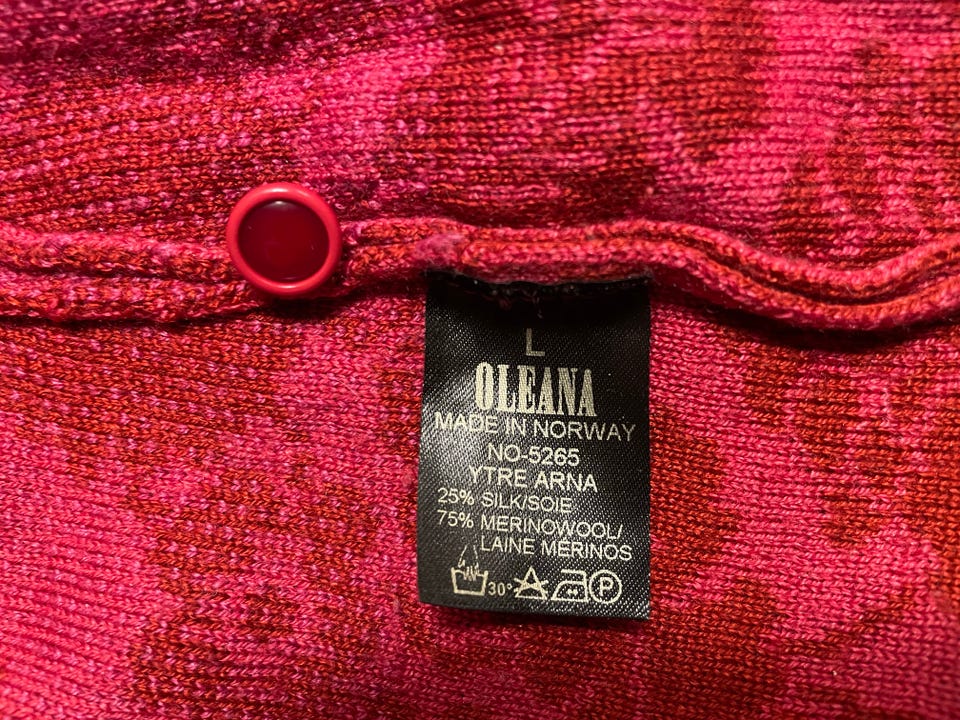 L
OLEANA
MADE IN NORWAY
NO-5265
YTRE ARNA
25% SILK/SOIE
75% MERINOWOOL/
LAINE MERINOS
30° P